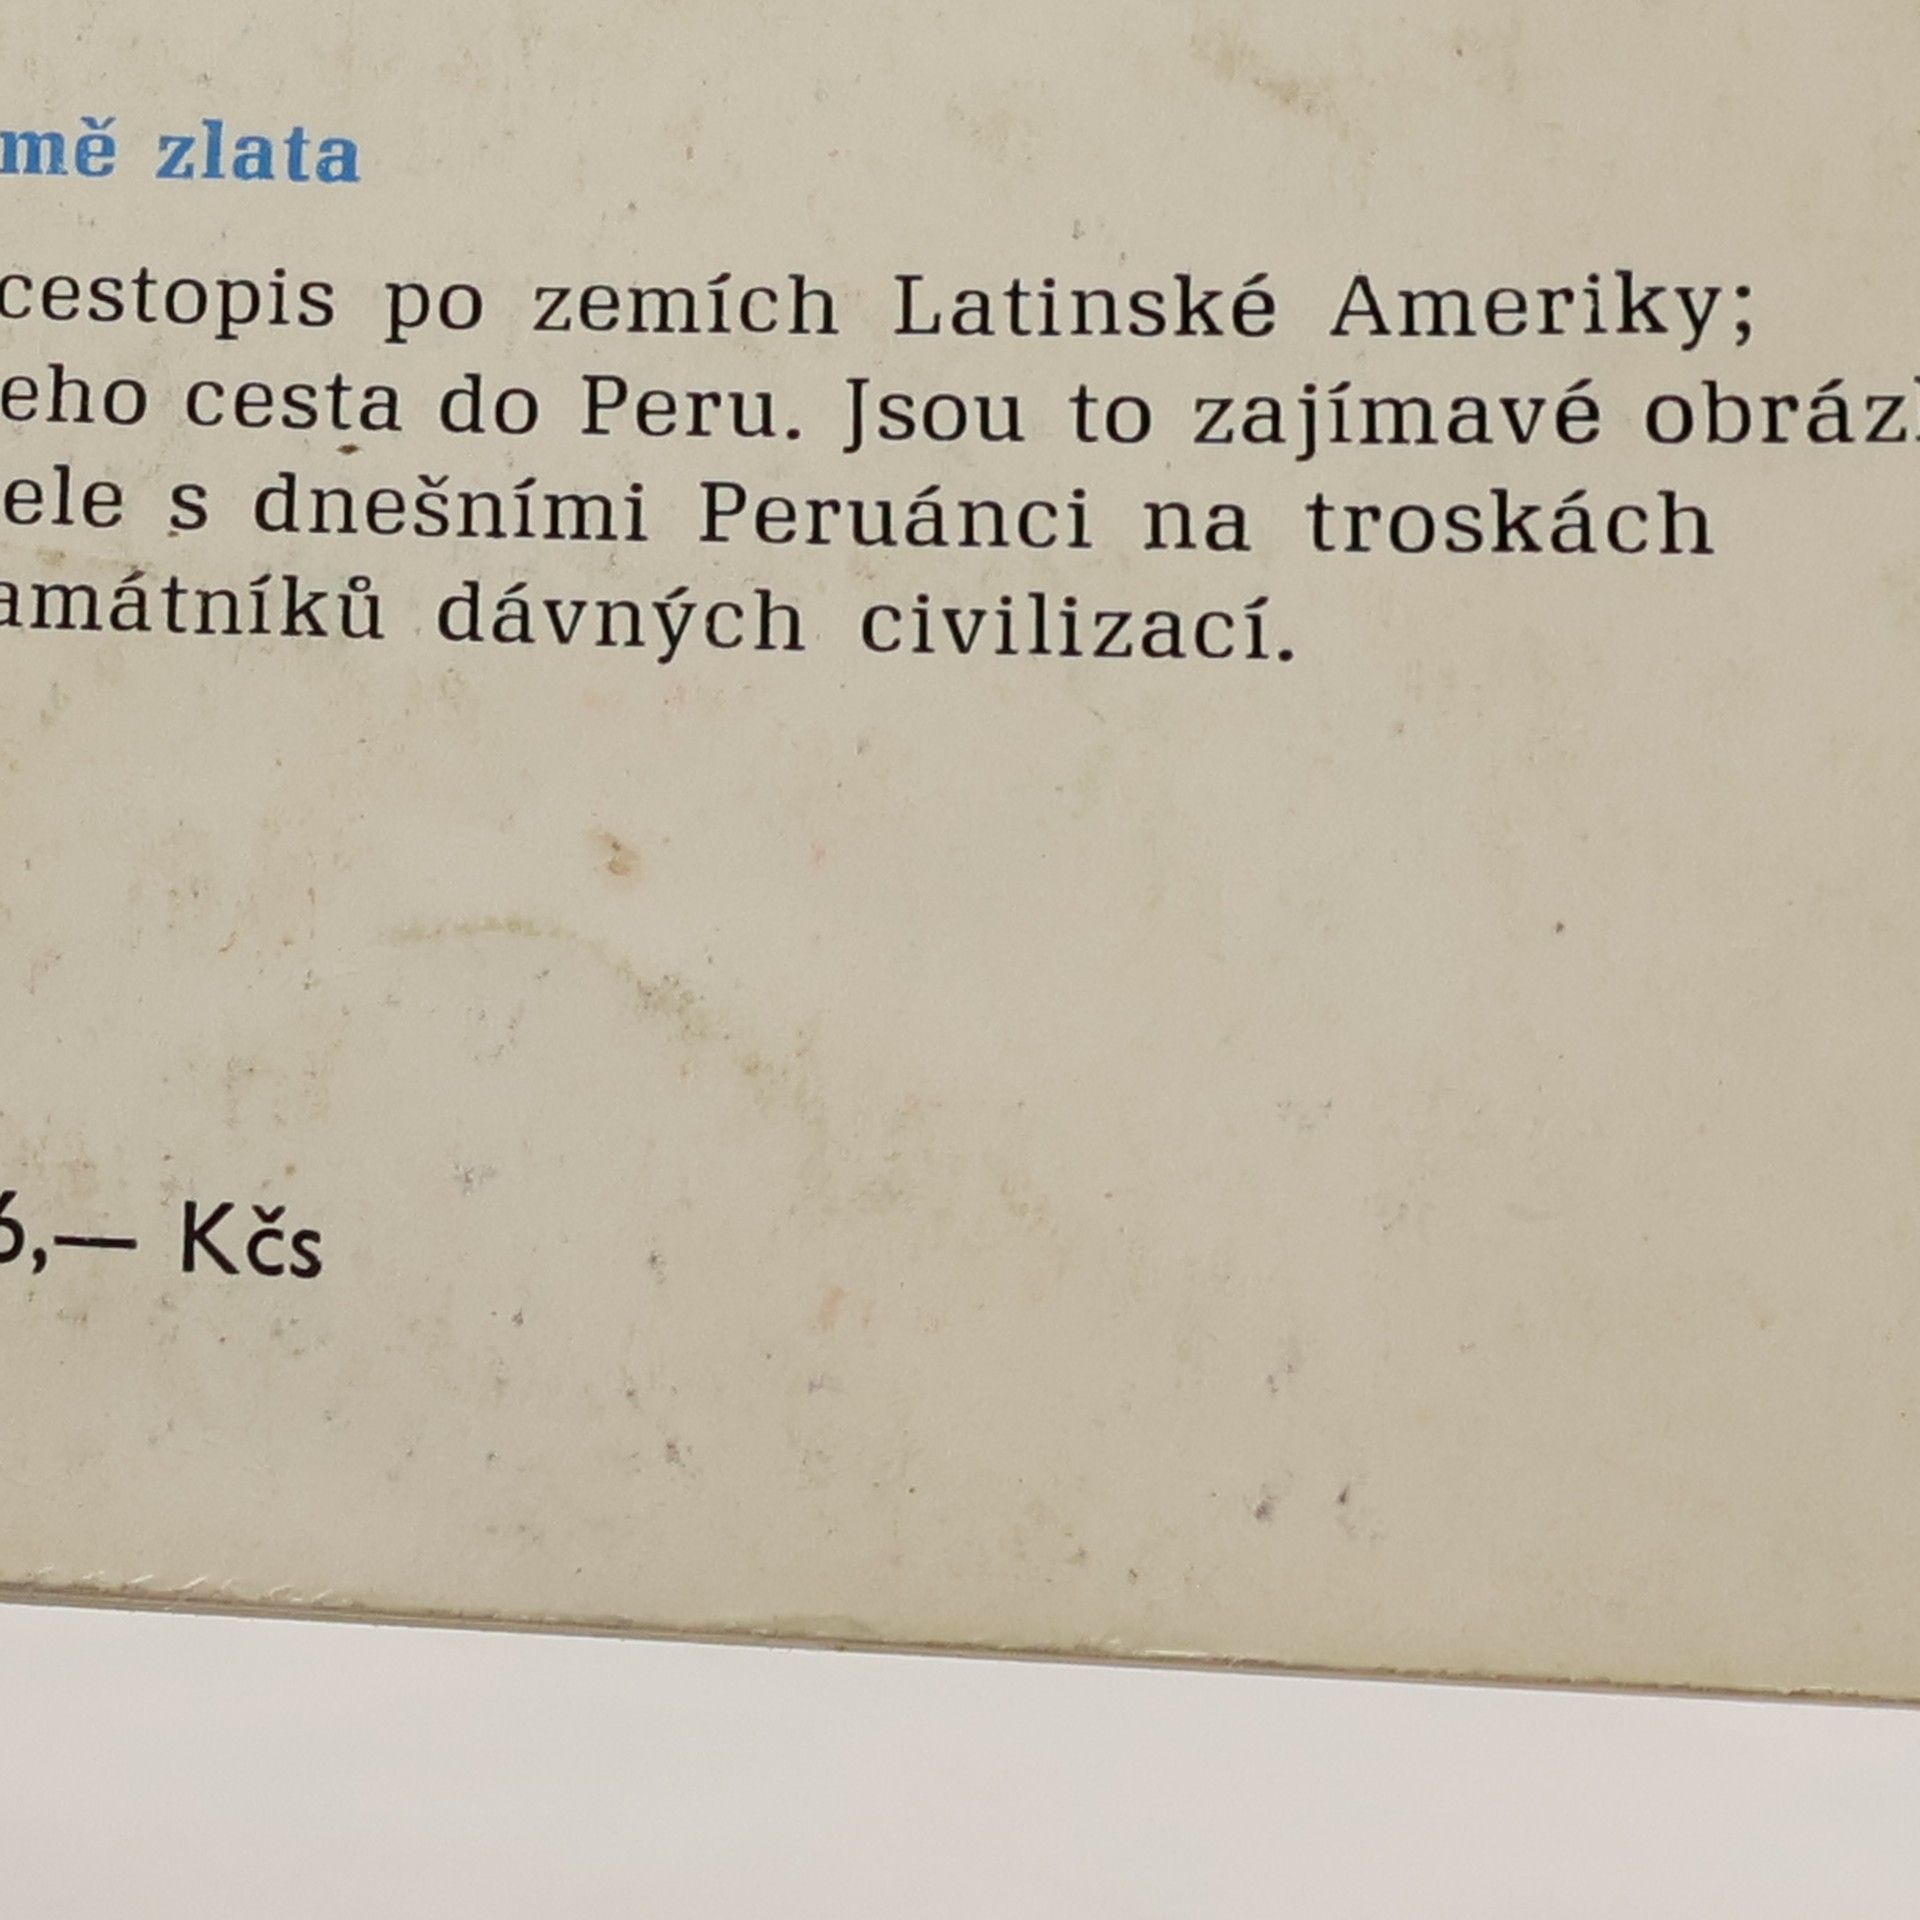 mě zlata
cestopis po zemích Latinské Ameriky;
eho cesta do Peru. Jsou to zajímavé obráz
ele s dnešními Peruánci na troskách
amátníků dávných civilizací.
6,— Kčs